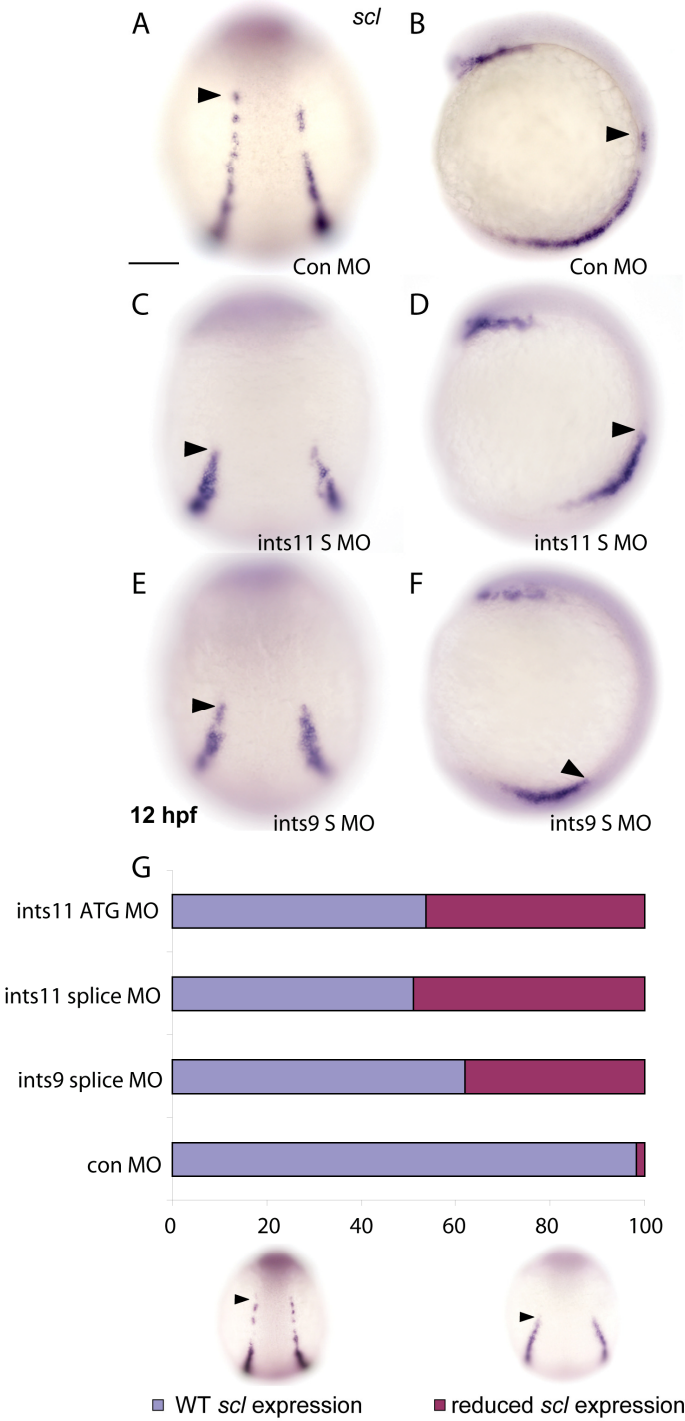 A scl B
Con MO Con MO
C D
ints11 S MO ints11 S MO
E F
12 hpf ints9 S MO ints9 S MO
G
ints11 ATG MO
ints11 splice MO
ints9 splice MO
con MO
0 20 40 60 80 100
WT scl expression reduced scl expression